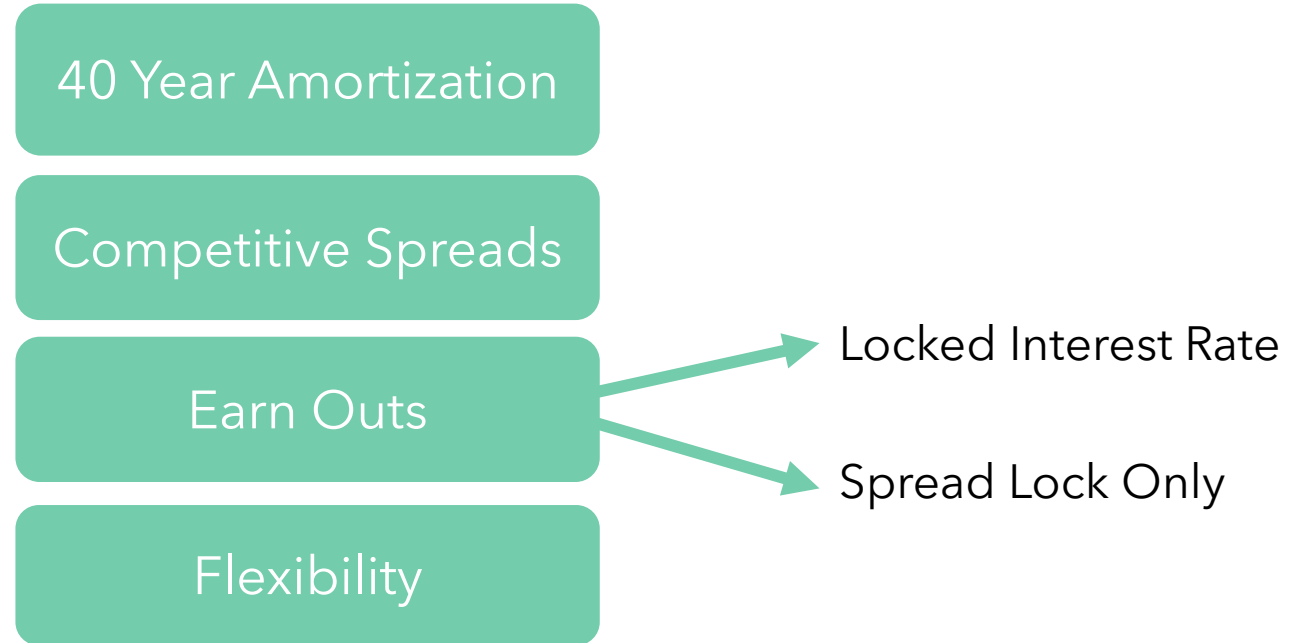 40 Year Amortization
Competitive Spreads
Earn Outs
Locked Interest Rate
Spread Lock Only
Flexibility